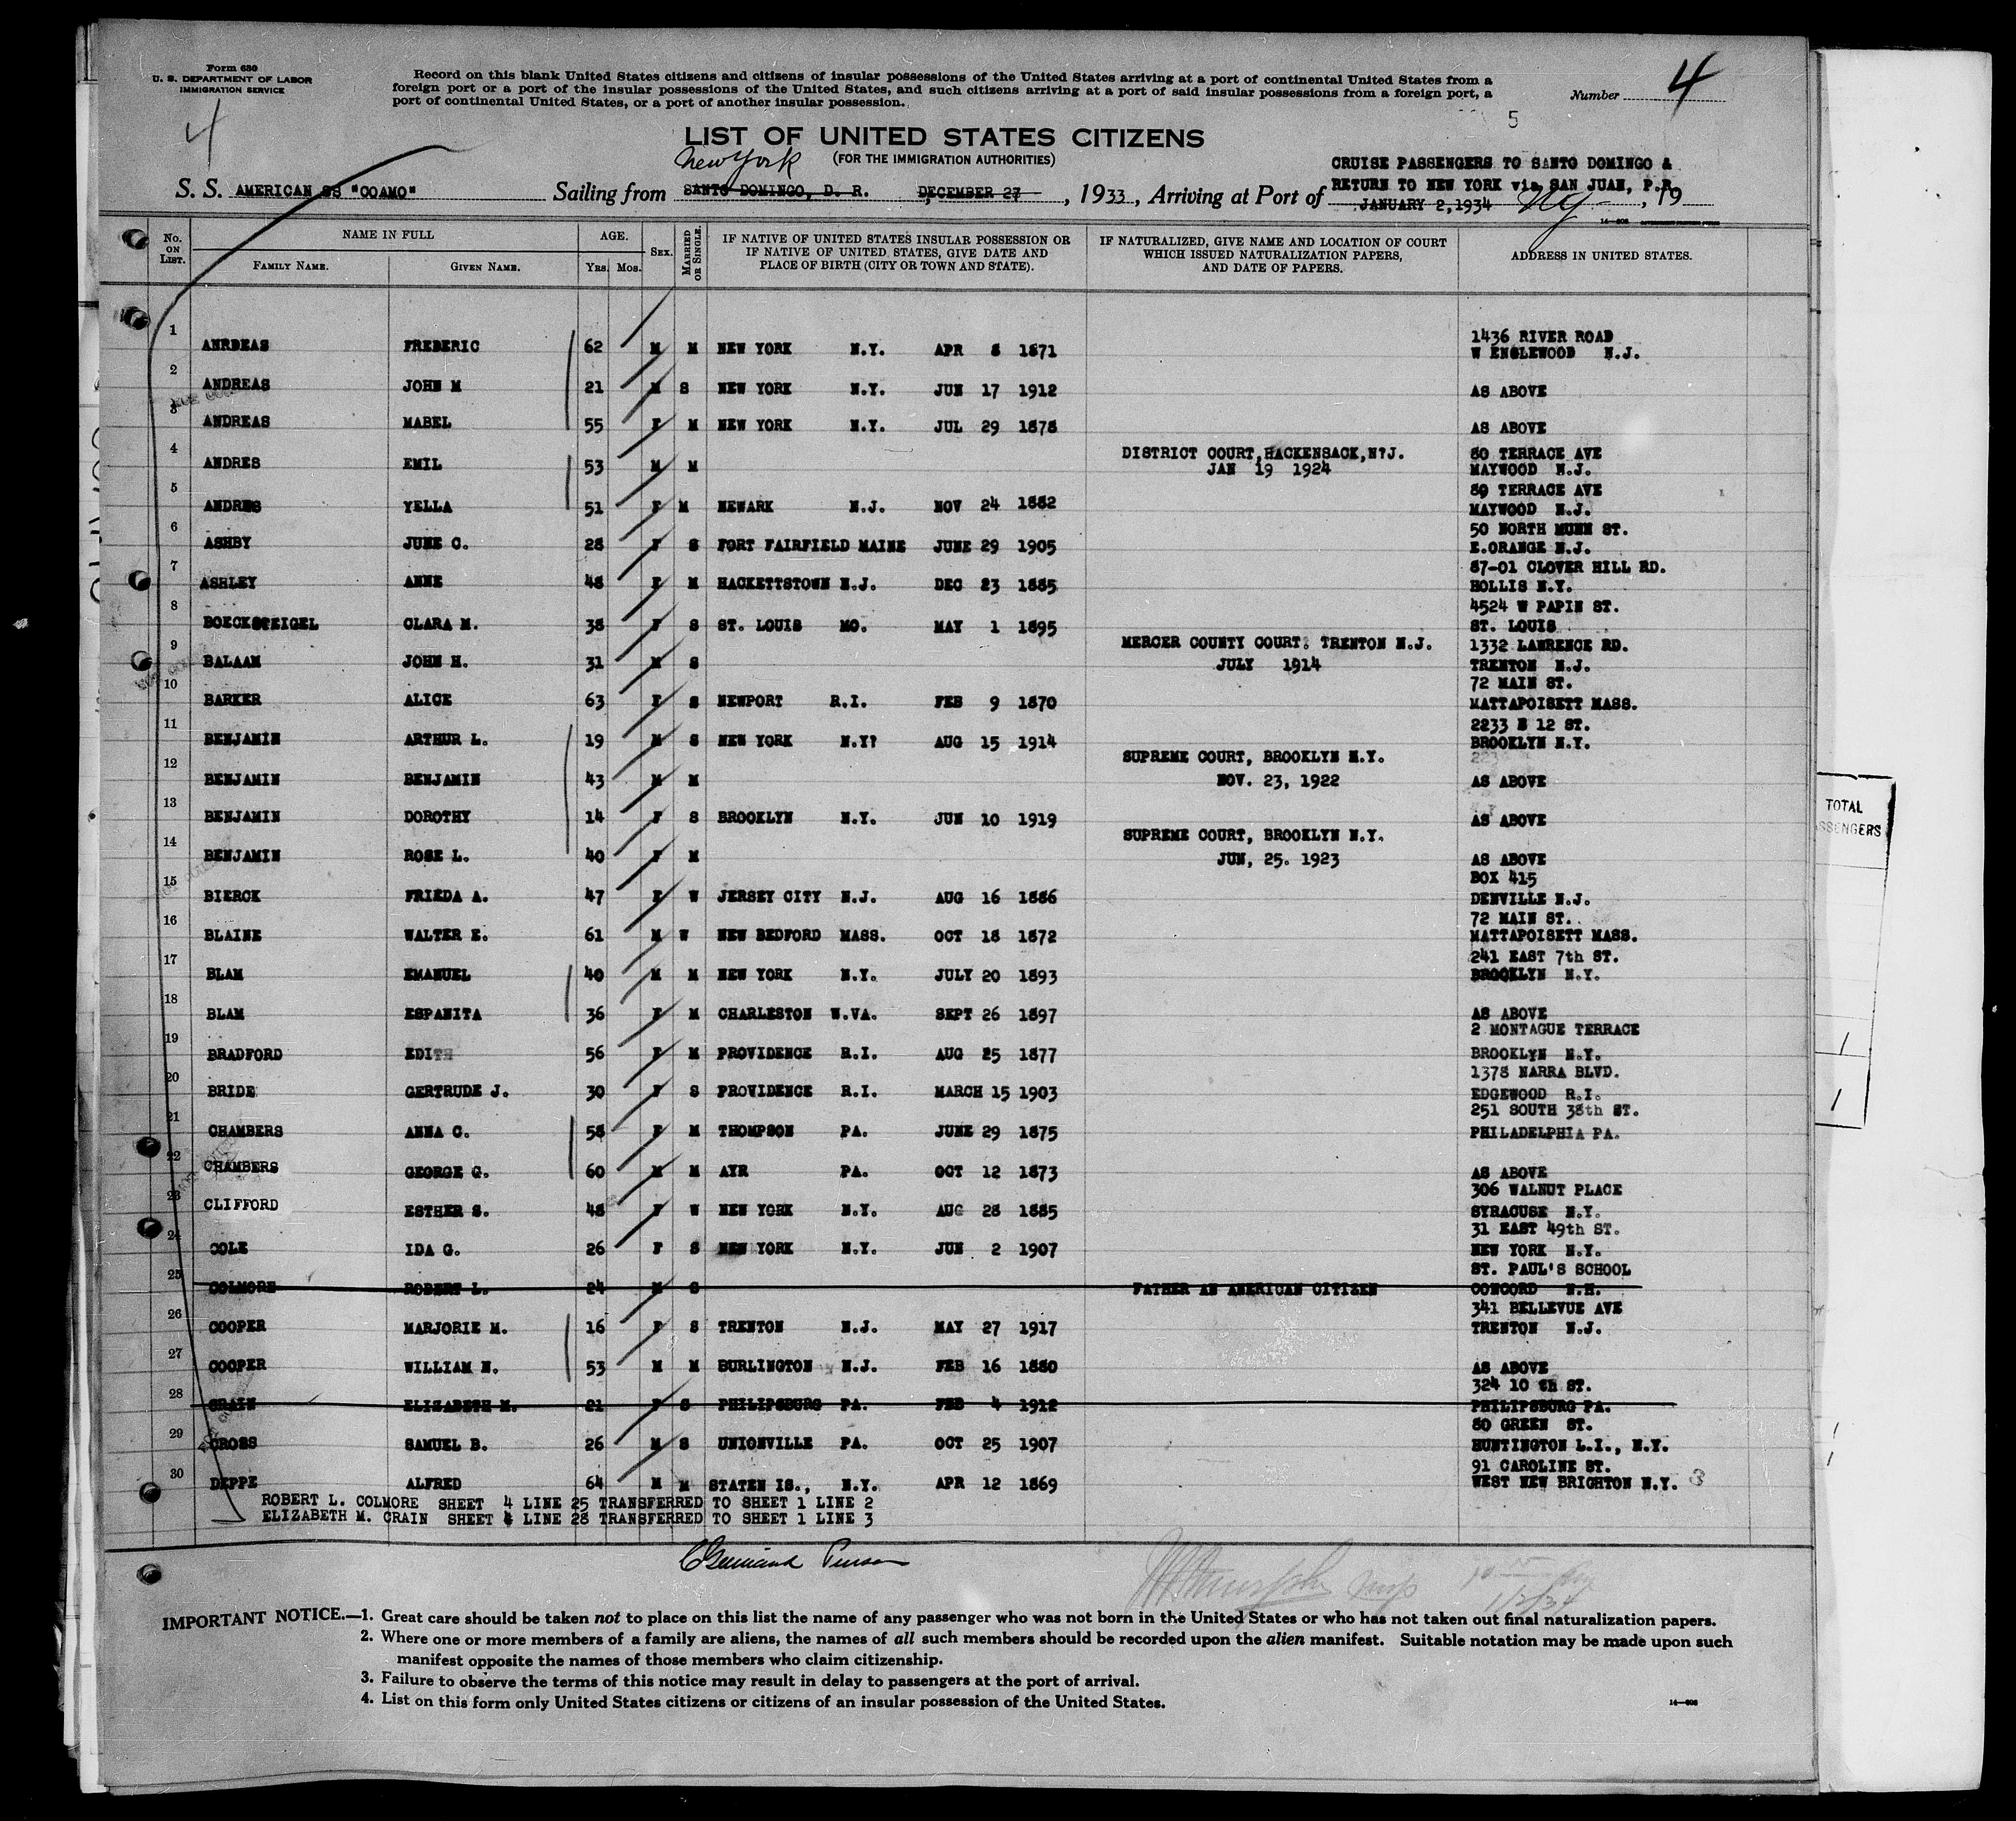 Form 630
U. S. DEPARTMENT OF LABOR
IMMIGRATION SERVICE
Record on this blank United States citizens and citizens of insular possessions of the United States arriving at a port of continental United States from a
foreign port or a port of the insular possessions of the United States, and such citizens arriving at a port of said insular possessions from a foreign port, a
port of continental United States, or a port of another insular possession.
Number 4
5
4
LIST OF UNITED STATES CITIZENS
(FOR THE IMMIGRATION AUTHORITIES)
New York
CRUISE PASSENGERS TO SANTO DOMINGO &
RETURN TO NEW YORK via SAN JUAN, P.R.
S. S. AMERICAN SS "COAMO" Sailing from SANTO DOMINGO, D. R. DECEMBER 27, 1933, Arriving at Port of JANUARY 2,1934 NY, 19
No. ON LIST. NAME IN FULL FAMILY NAME. GIVEN NAME. AGE. Yrs. Mos. SEX. MARRIED OR SINGLE. IF NATIVE OF UNITED STATES INSULAR POSSESSION OR IF NATIVE OF UNITED STATES, GIVE DATE AND PLACE OF BIRTH (CITY OR TOWN AND STATE). IF NATURALIZED, GIVE NAME AND LOCATION OF COURT WHICH ISSUED NATURALIZATION PAPERS, AND DATE OF PAPERS. ADDRESS IN UNITED STATES.
1 ANRDEAS FREDERIC 62 M M NEW YORK N.Y. APR 8 1871 1436 RIVER ROAD W ENGLEWOOD N.J.
2 ANDREAS JOHN M 21 M S NEW YORK N.Y. JUN 17 1912 AS ABOVE
3 ANDREAS MABEL 55 F M NEW YORK N.Y. JUL 29 1878 AS ABOVE
4 ANDRES EMIL 53 M M DISTRICT COURT,HACKENSACK,N?J. JAN 19 1924 80 TERRACE AVE MAYWOOD N.J.
5 ANDRES YELLA 51 F M NEWARK N.J. NOV 24 1882 80 TERRACE AVE MAYWOOD N.J.
6 ASHBY JUNE C. 28 F S FORT FAIRFIELD MAINE JUNE 29 1905 50 NORTH MUNN ST. E.ORANGE N.J.
7 ASHLEY ANNE 48 F M HACKETTSTOWN N.J. DEC 23 1885 87-01 CLOVER HILL RD. HOLLIS N.Y.
8 BOECKSTEIGEL CLARA M. 38 F S ST. LOUIS MO. MAY 1 1895 4524 W PAPIN ST. ST. LOUIS
9 BALAAM JOHN H. 31 M S MERCER COUNTY COURT. TRENTON N.J. JULY 1914 1332 LAWRENCE RD. TRENTON N.J.
10 BARKER ALICE 63 F S NEWPORT R.I. FEB 9 1870 72 MAIN ST. MATTAPOISETT MASS.
11 BENJAMIN ARTHUR L. 19 M S NEW YORK N.Y? AUG 15 1914 2233 E 12 ST. BROOKLYN N.Y.
12 BENJAMIN BENJAMIN 43 M M SUPREME COURT, BROOKLYN N.Y. NOV. 23, 1922 AS ABOVE
13 BENJAMIN DOROTHY 14 F S BROOKLYN N.Y. JUN 10 1919 AS ABOVE
14 BENJAMIN ROSE L. 40 F M SUPREME COURT, BROOKLYN N.Y. JUN, 25. 1923 AS ABOVE
15 BIERCK FRIEDA A. 47 F W JERSEY CITY N.J. AUG 16 1886 BOX 415 DENVILLE N.J.
16 BLAINE WALTER E. 61 M W NEW BEDFORD MASS. OCT 18 1872 72 MAIN ST. MATTAPOISETT MASS.
17 BLAM EMANUEL 40 M M NEW YORK N.Y. JULY 20 1893 241 EAST 7th ST. BROOKLYN N.Y.
18 BLAM ESPANITA 36 F M CHARLESTON W.VA. SEPT 26 1897 AS ABOVE
19 BRADFORD EDITH 56 F M PROVIDENCE R.I. AUG 25 1877 2 MONTAGUE TERRACE BROOKLYN N.Y.
20 BRIDE GERTRUDE J. 30 F S PROVIDENCE R.I. MARCH 15 1903 1378 NARRA BLVD. EDGEWOOD R.I.
21 CHAMBERS ANNA C. 58 F M THOMPSON PA. JUNE 29 1875 251 SOUTH 38th ST. PHILADELPHIA PA.
22 CHAMBERS GEORGE G. 60 M M AYR PA. OCT 12 1873 AS ABOVE
23 CLIFFORD ESTHER S. 48 F W NEW YORK N.Y. AUG 28 1885 306 WALNUT PLACE SYRACUSE N.Y.
24 COLE IDA G. 26 F S NEW YORK N.Y. JUN 2 1907 31 EAST 49th ST. NEW YORK N.Y.
25 COLMORE ROBERT L. 24 M S FATHER AN AMERICAN CITIZEN ST. PAUL'S SCHOOL CONCORD N.H.
26 COOPER MARJORIE M. 16 F S TRENTON N.J. MAY 27 1917 341 BELLEVUE AVE TRENTON N.J.
27 COOPER WILLIAM N. 53 M M BURLINGTON N.J. FEB 16 1880 AS ABOVE
28 CRAIN ELIZABETH M. 21 F S PHILIPSBURG PA. FEB 4 1912 324 10 th ST. PHILIPSBURG PA.
29 CROSS SAMUEL B. 26 M S UNIONVILLE PA. OCT 25 1907 80 GREEN ST. HUNTINGTON L.I., N.Y.
30 DEPPE ALFRED 64 M M STATEN IS., N.Y. APR 12 1869 91 CAROLINE ST. WEST NEW BRIGHTON N.Y. 3
ROBERT L. COLMORE SHEET 4 LINE 25 TRANSFERRED TO SHEET 1 LINE 2
ELIZABETH M. CRAIN SHEET 4 LINE 28 TRANSFERRED TO SHEET 1 LINE 3
Purser
1/2/34
IMPORTANT NOTICE.—1. Great care should be taken not to place on this list the name of any passenger who was not born in the United States or who has not taken out final naturalization papers.
2. Where one or more members of a family are aliens, the names of all such members should be recorded upon the alien manifest. Suitable notation may be made upon such
manifest opposite the names of those members who claim citizenship.
3. Failure to observe the terms of this notice may result in delay to passengers at the port of arrival.
4. List on this form only United States citizens or citizens of an insular possession of the United States.
TOTAL
1
1